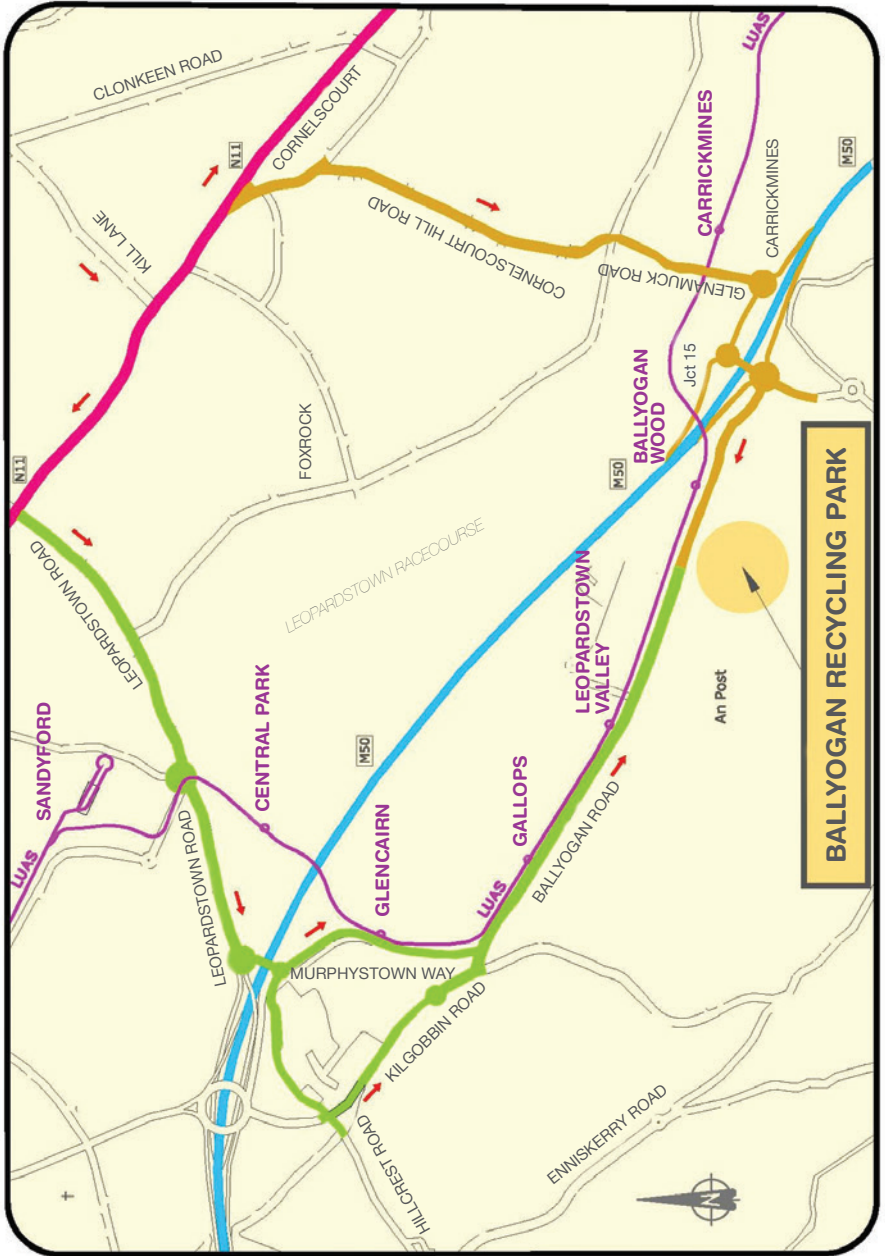 LUAS
CLONKEEN ROAD
CORNELSCOURT
N11
KILL LANE
CORNELSCOURT HILL ROAD
GLENAMUCK ROAD
CARRICKMINES
CARRICKMINES
M50
Jct 15
BALLYOGAN
WOOD
M50
FOXROCK
N11
LEOPARDSTOWN ROAD
LEOPARDSTOWN RACECOURSE
LEOPARDSTOWN
VALLEY
An Post
BALLYOGAN RECYCLING PARK
SANDYFORD
LUAS
CENTRAL PARK
M50
LEOPARDSTOWN ROAD
GLENCAIRN
GALLOPS
LUAS
BALLYOGAN ROAD
MURPHYSTOWN WAY
KILGOBBIN ROAD
HILLCREST ROAD
ENNISKERRY ROAD
N